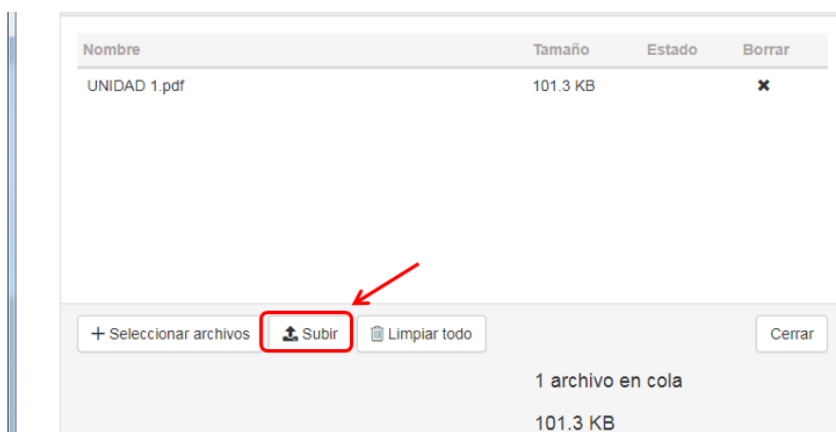 Nombre Tamaño Estado Borrar
UNIDAD 1.pdf 101.3 KB
Seleccionar archivos Subir Limpiar todo Cerrar
1 archivo en cola
101.3 KB